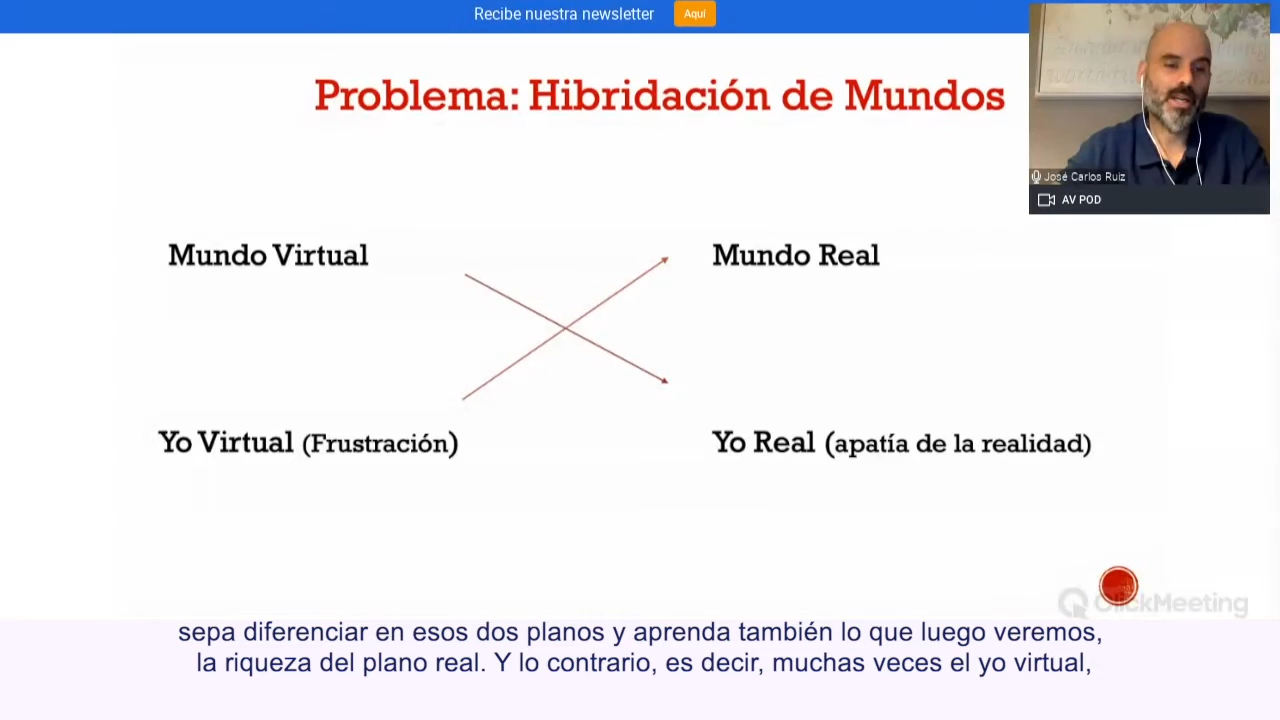 Recibe nuestra newsletter Aquí
Problema: Hibridación de Mundos
José Carlos Ruiz
AV POD
Mundo Virtual
Mundo Real
Yo Virtual (Frustración)
Yo Real (apatía de la realidad)
ClickMeeting
sepa diferenciar en esos dos planos y aprenda también lo que luego veremos,
la riqueza del plano real. Y lo contrario, es decir, muchas veces el yo virtual,